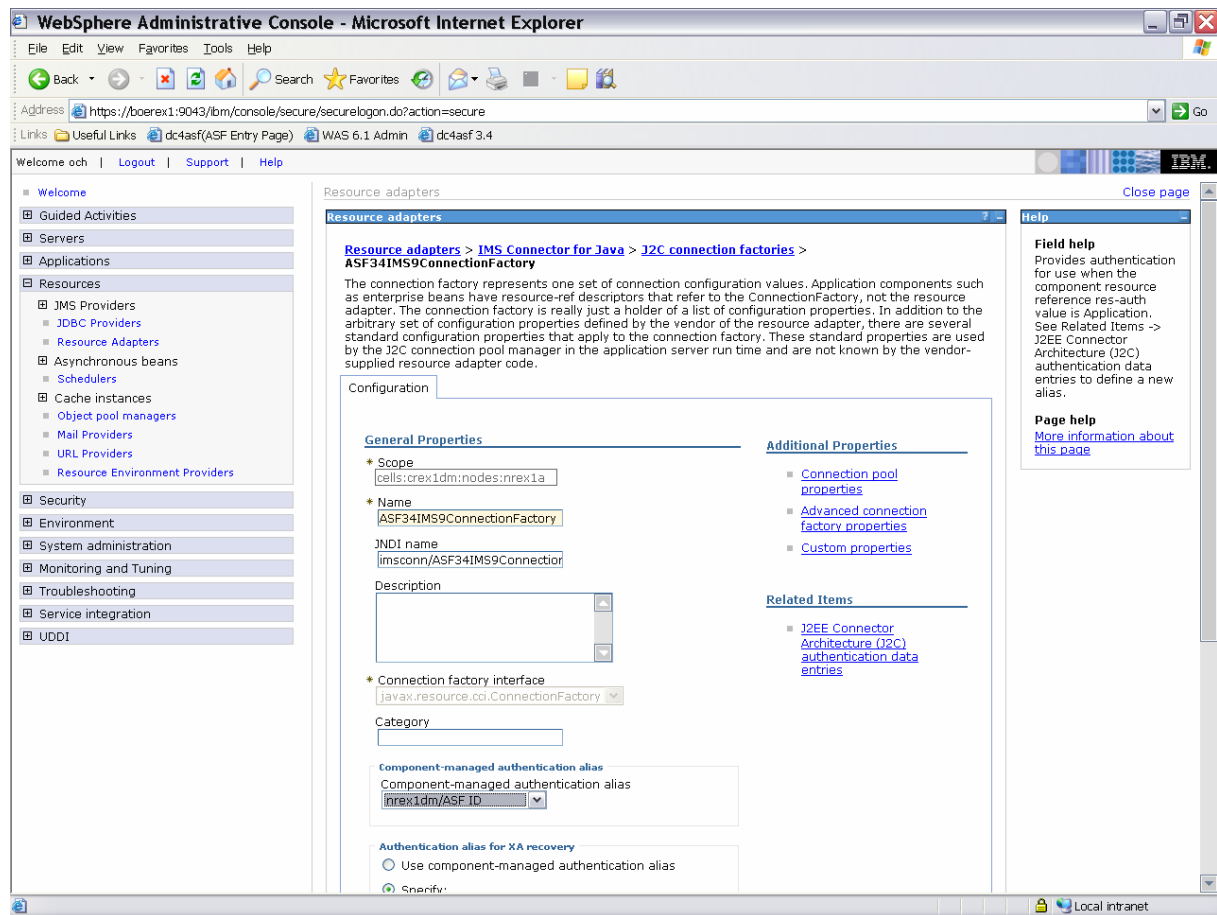 WebSphere Administrative Console - Microsoft Internet Explorer
File Edit View Favorites Tools Help
Back Search Favorites
Address https://boerex1:9043/ibm/console/secure/securelogon.do?action=secure Go
Links Useful Links dc4asf(ASF Entry Page) WAS 6.1 Admin dc4asf 3.4
Welcome och | Logout | Support | Help IBM.
Welcome
Guided Activities
Servers
Applications
Resources
JMS Providers
JDBC Providers
Resource Adapters
Asynchronous beans
Schedulers
Cache instances
Object pool managers
Mail Providers
URL Providers
Resource Environment Providers
Security
Environment
System administration
Monitoring and Tuning
Troubleshooting
Service integration
UDDI
Resource adapters Close page
Resource adapters ? -
Resource adapters > IMS Connector for Java > J2C connection factories >
ASF34IMS9ConnectionFactory
The connection factory represents one set of connection configuration values. Application components such
as enterprise beans have resource-ref descriptors that refer to the ConnectionFactory, not the resource
adapter. The connection factory is really just a holder of a list of configuration properties. In addition to the
arbitrary set of configuration properties defined by the vendor of the resource adapter, there are several
standard configuration properties that apply to the connection factory. These standard properties are used
by the J2C connection pool manager in the application server run time and are not known by the vendor-
supplied resource adapter code.
Configuration
General Properties
* Scope
cells:crex1dm:nodes:nrex1a
* Name
ASF34IMS9ConnectionFactory
JNDI name
imsconn/ASF34IMS9Connection
Description
* Connection factory interface
javax.resource.cci.ConnectionFactory
Category
Component-managed authentication alias
Component-managed authentication alias
nrex1dm/ASF ID
Authentication alias for XA recovery
Use component-managed authentication alias
Specify:
Additional Properties
Connection pool
properties
Advanced connection
factory properties
Custom properties
Related Items
J2EE Connector
Architecture (J2C)
authentication data
entries
Help -
Field help
Provides authentication
for use when the
component resource
reference res-auth
value is Application.
See Related Items ->
J2EE Connector
Architecture (J2C)
authentication data
entries to define a new
alias.
Page help
More information about
this page
Local intranet